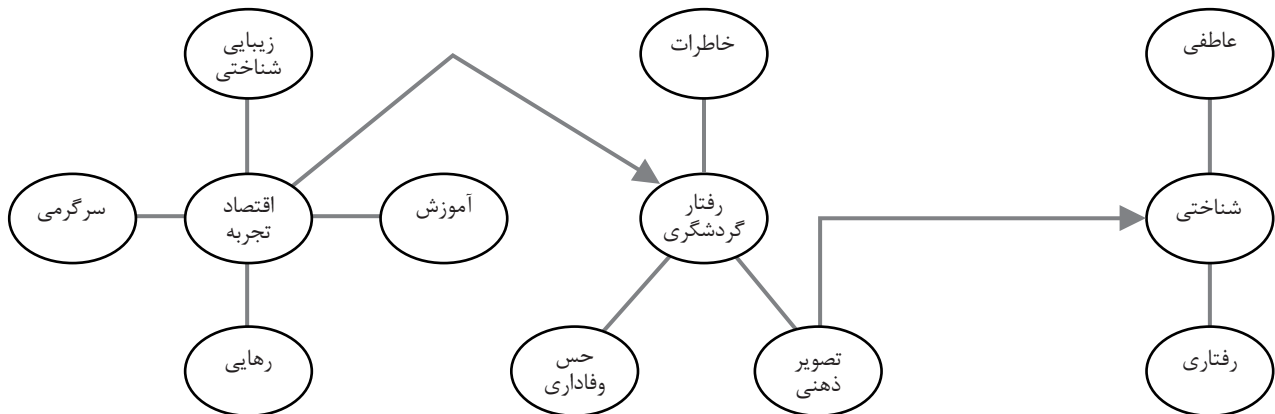 زیبایی
شناختی
خاطرات
عاطفی
سرگرمی
اقتصاد
تجربه
آموزش
رفتار
گردشگری
شناختی
رهایی
حس
وفاداری
تصویر
ذهنی
رفتاری